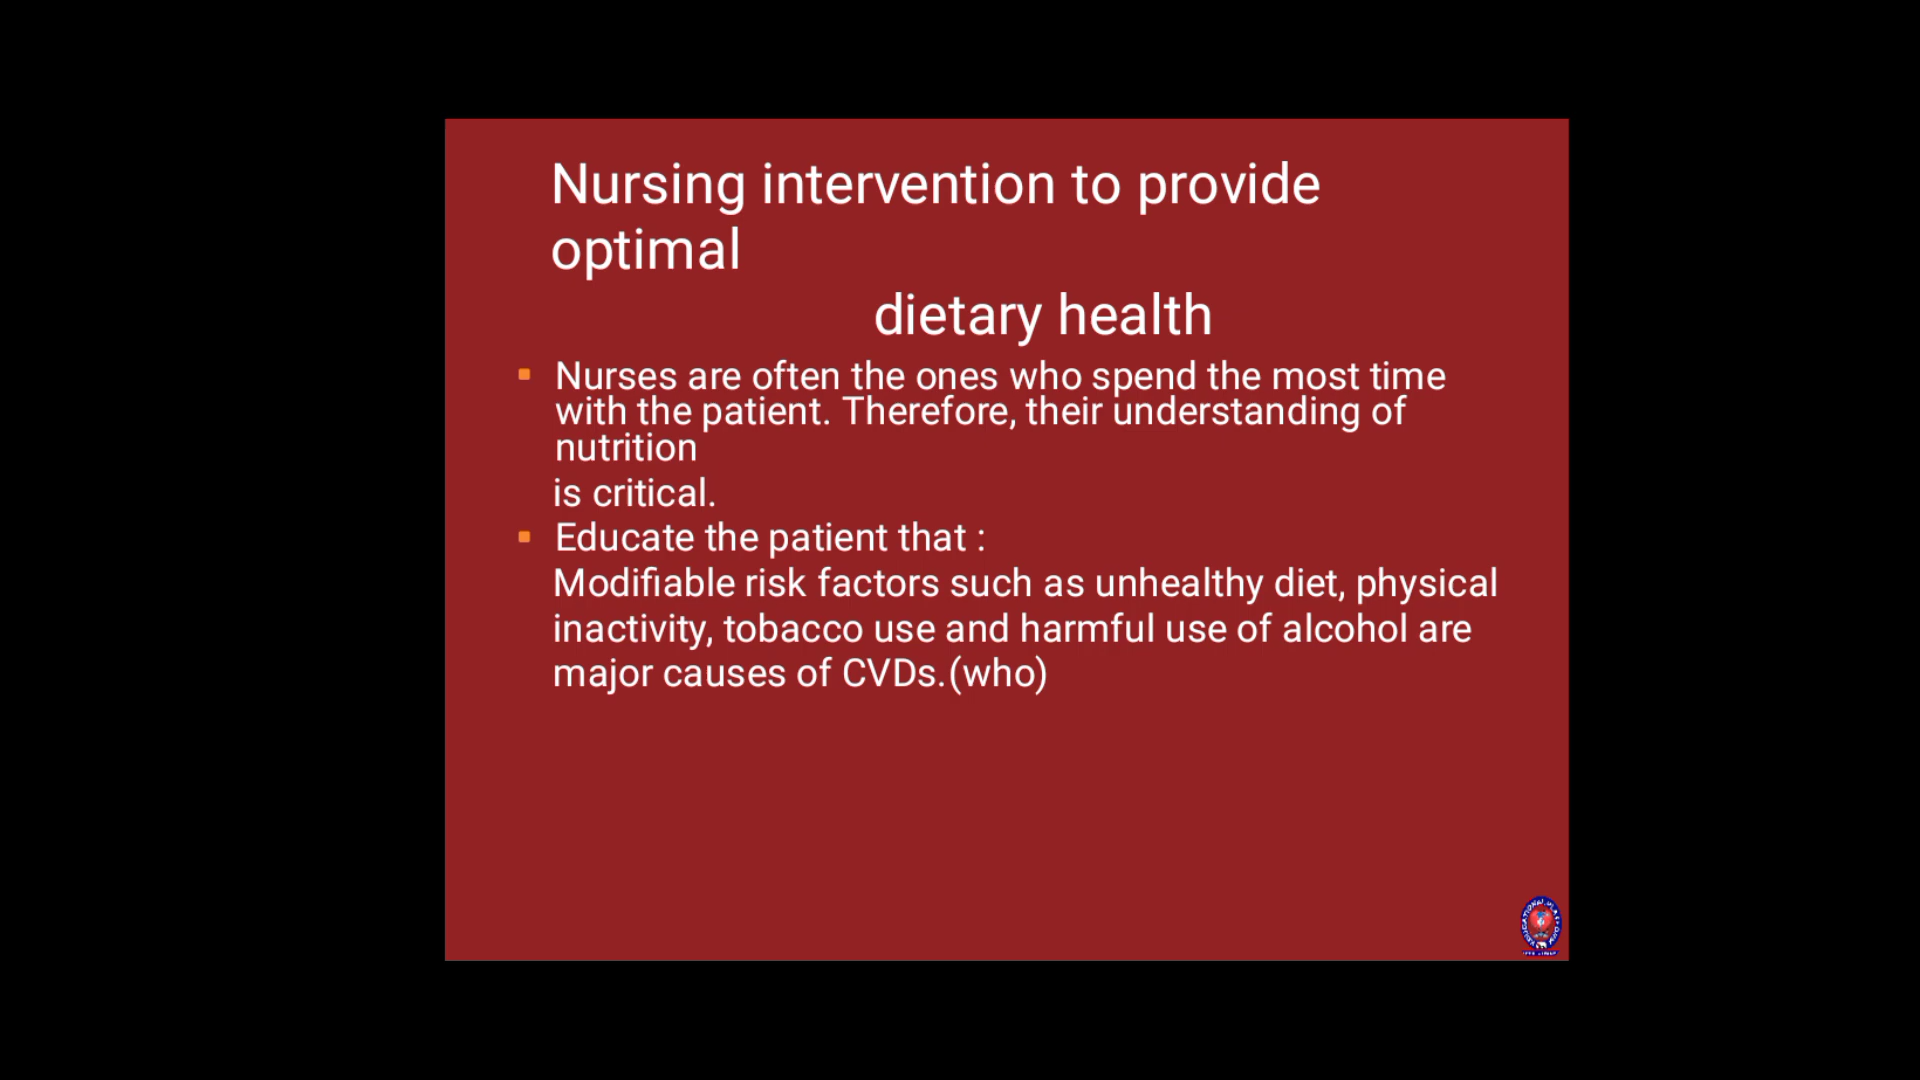 Nursing intervention to provide
optimal
dietary health
Nurses are often the ones who spend the most time
with the patient. Therefore, their understanding of
nutrition
is critical.
Educate the patient that :
Modifiable risk factors such as unhealthy diet, physical
inactivity, tobacco use and harmful use of alcohol are
major causes of CVDs.(who)